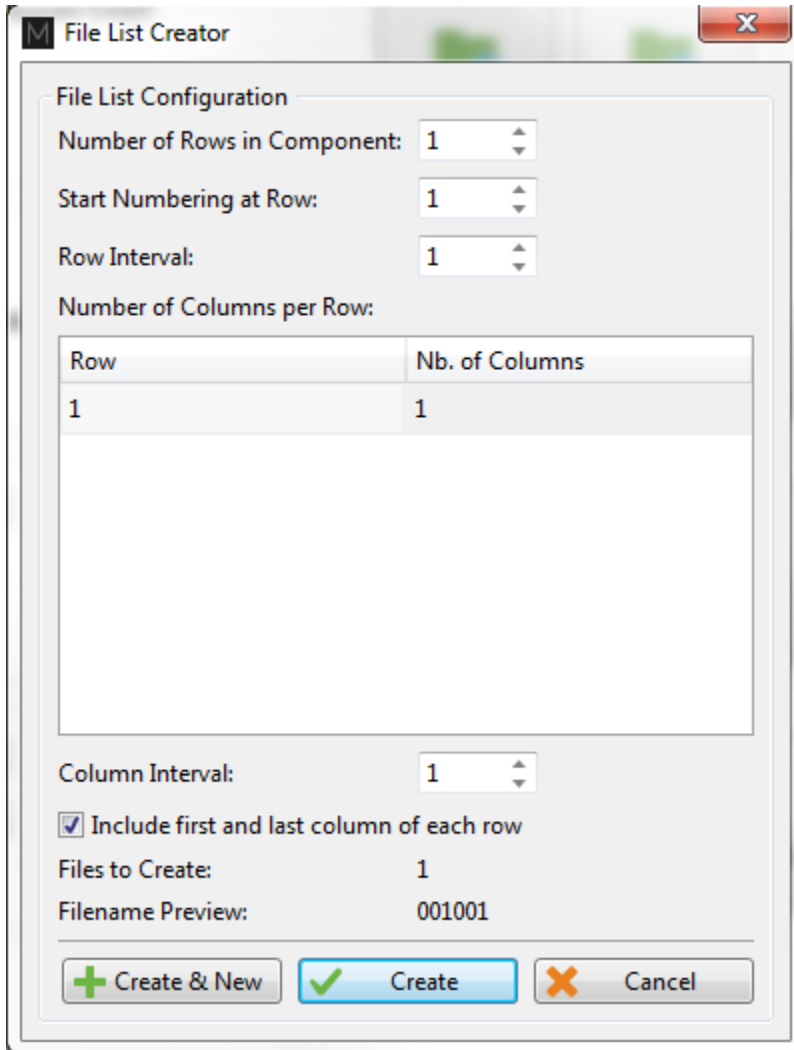 M File List Creator
File List Configuration
Number of Rows in Component: 1
Start Numbering at Row: 1
Row Interval: 1
Number of Columns per Row:
Row Nb. of Columns
1 1
Column Interval: 1
Include first and last column of each row
Files to Create: 1
Filename Preview: 001001
Create & New Create Cancel